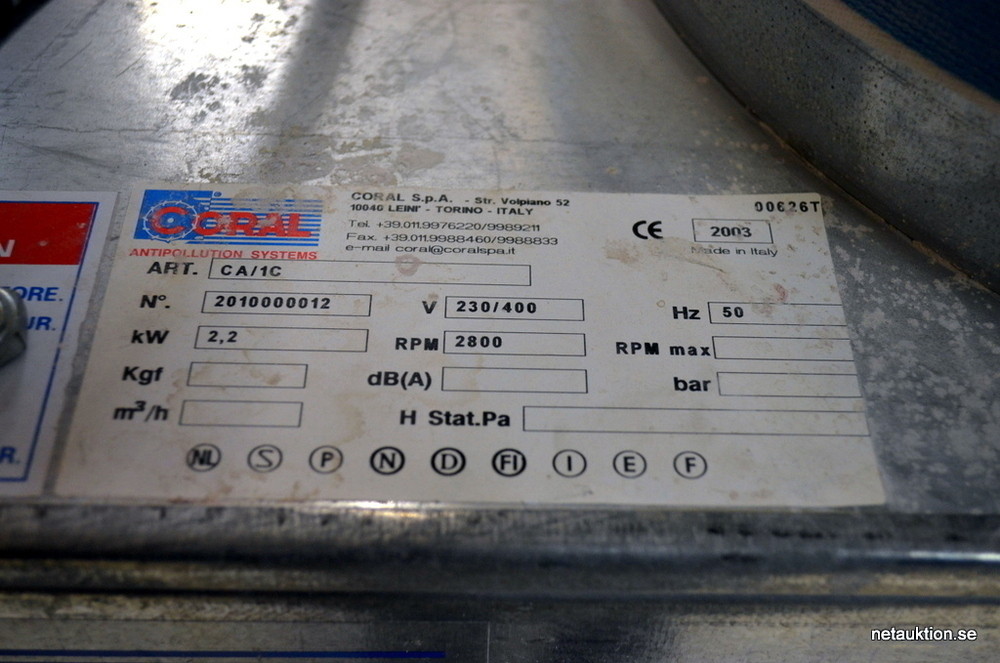 N
ORE.
UR.
R.
CORAL
ANTIPOLLUTION SYSTEMS
CORAL S.p.A. - Str. Volpiano 52
10040 LEINI' - TORINO - ITALY
Tel. +39.011.9976220/9989211
Fax. +39.011.9988460/9988833
e-mail coral@coralspa.it
00626T
CE 2003
Made in Italy
ART. CA/1C
N°. 2010000012 V 230/400 Hz 50
kW 2,2 RPM 2800 RPM max
Kgf dB(A) bar
m³/h H Stat.Pa
NL S P N D FI I E F
netauktion.se